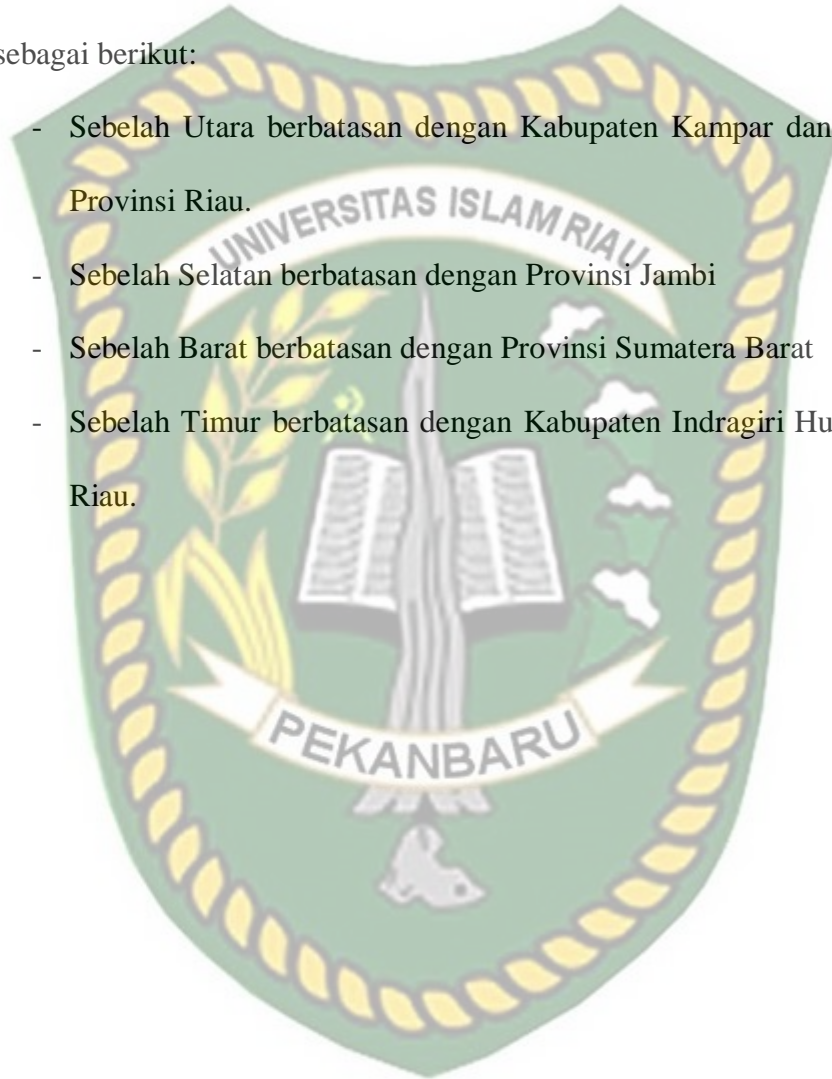 sebagai berikut:
- Sebelah Utara berbatasan dengan Kabupaten Kampar dan
Provinsi Riau.
UNIVERSITAS ISLAM RIAU
- Sebelah Selatan berbatasan dengan Provinsi Jambi
- Sebelah Barat berbatasan dengan Provinsi Sumatera Barat
- Sebelah Timur berbatasan dengan Kabupaten Indragiri Hu
Riau.
PEKANBARU